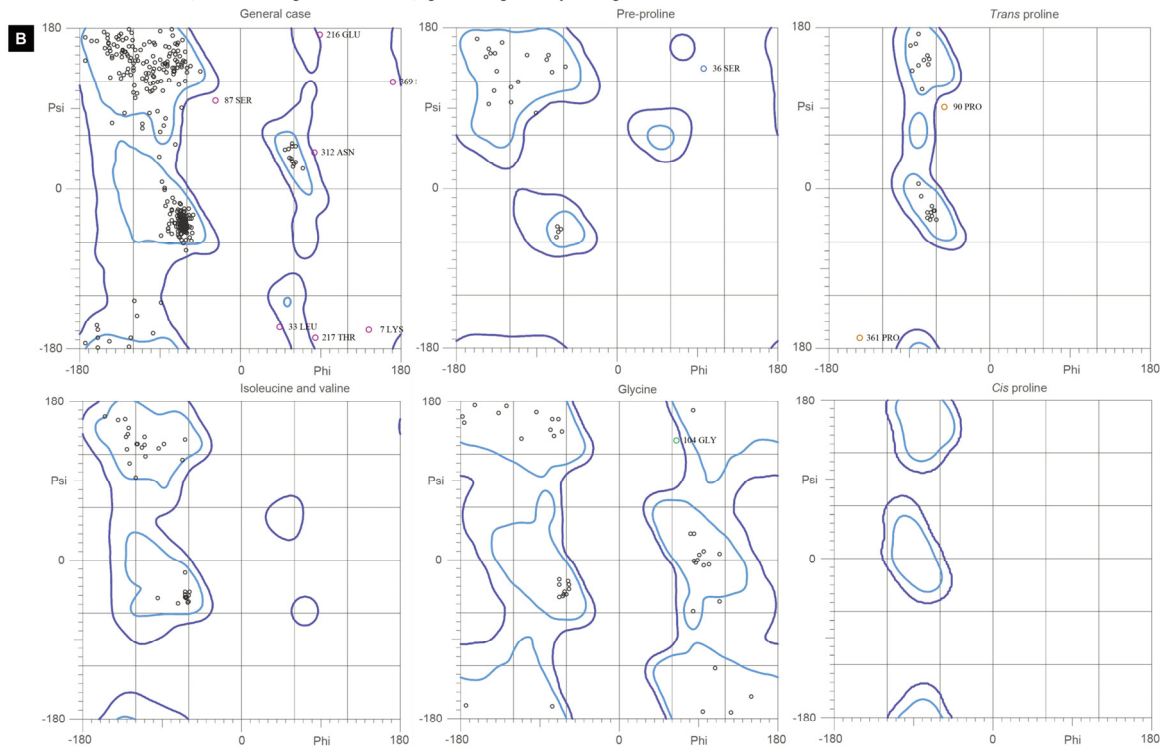 B
General case
180
216 GLU
369
87 SER
Psi
312 ASN
0
33 LEU
7 LYS
217 THR
-180
-180
0
Phi
180
Pre-proline
180
36 SER
Psi
0
-180
-180
0
Phi
180
Trans proline
180
90 PRO
Psi
0
361 PRO
-180
-180
0
Phi
180
Isoleucine and valine
180
Psi
0
-180
-180
0
Phi
180
Glycine
180
104 GLY
Psi
0
-180
-180
0
Phi
180
Cis proline
180
Psi
0
-180
-180
0
Phi
180